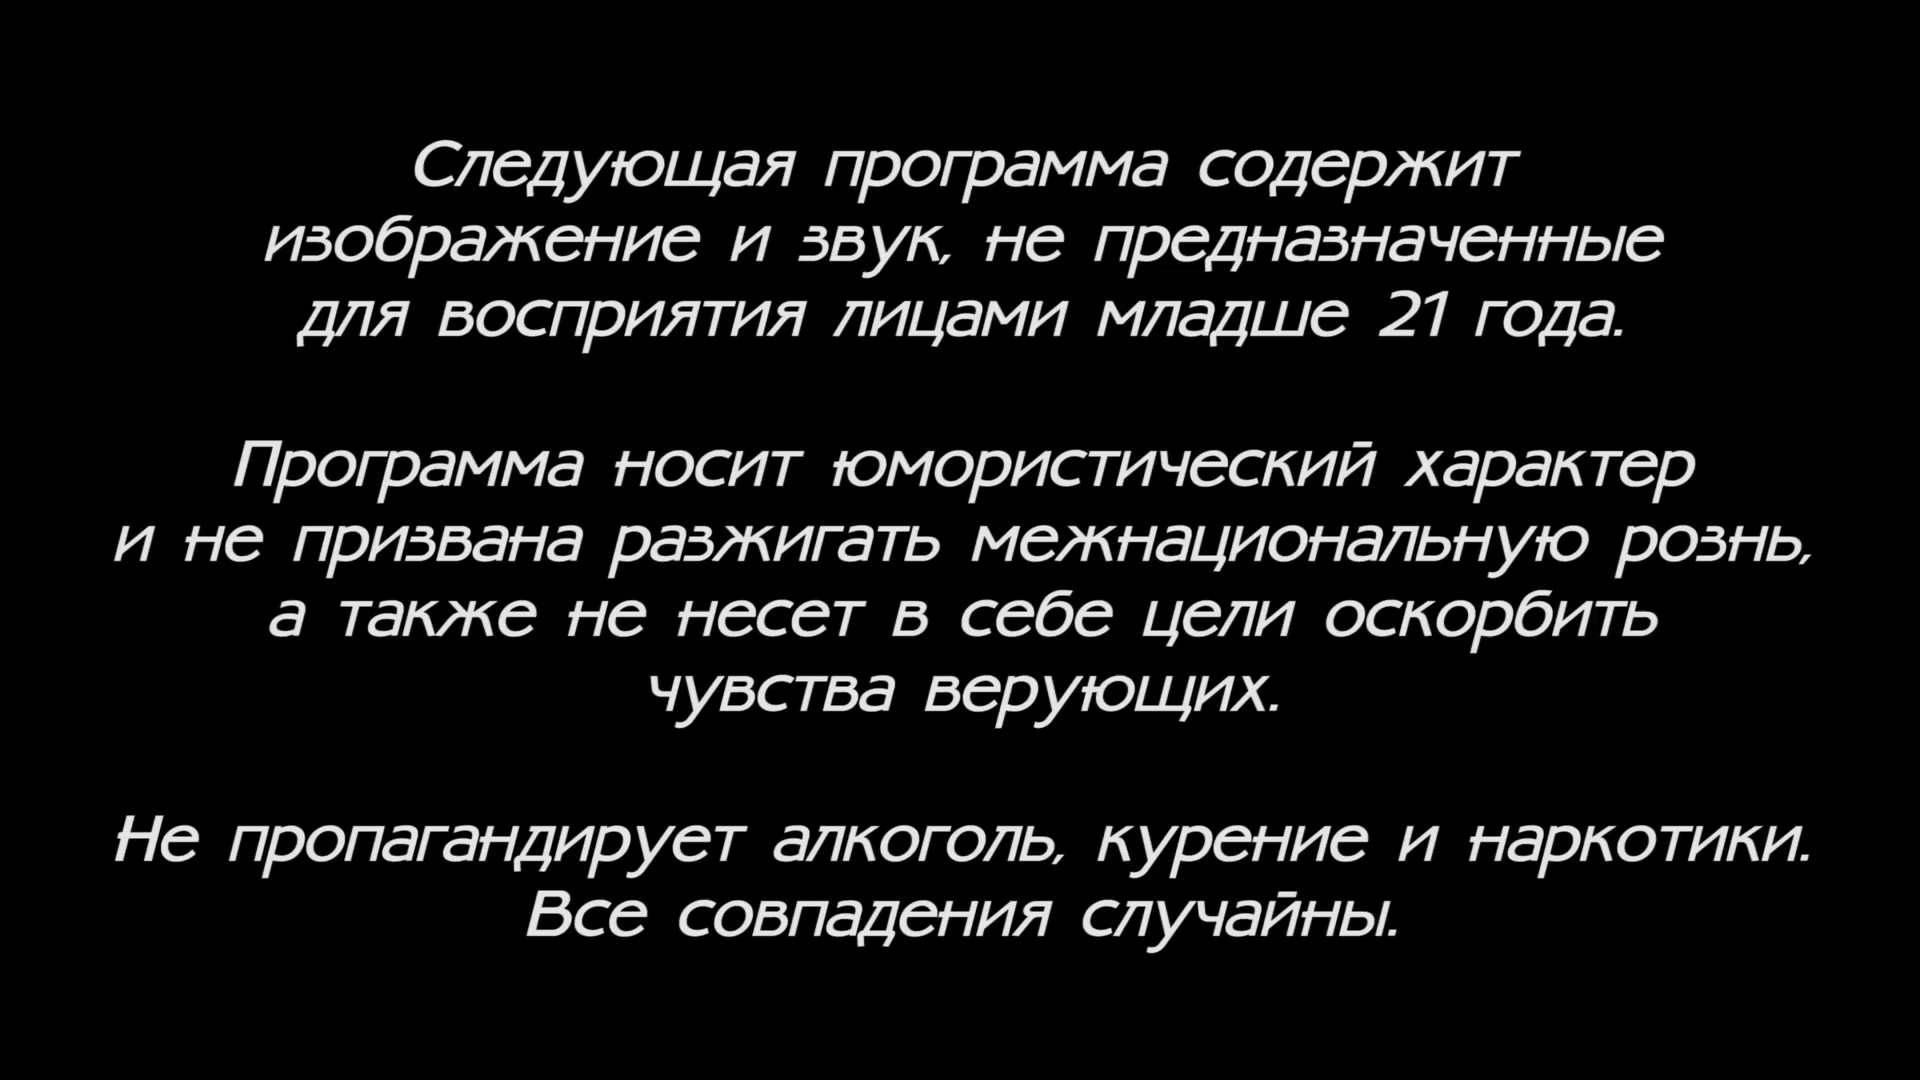 Следующая программа содержит
изображение и звук, не предназначенные
для восприятия лицами младше 21 года.
Программа носит юмористический характер
и не призвана разжигать межнациональную рознь,
а также не несет в себе цели оскорбить
чувства верующих.
Не пропагандирует алкоголь, курение и наркотики.
Все совпадения случайны.